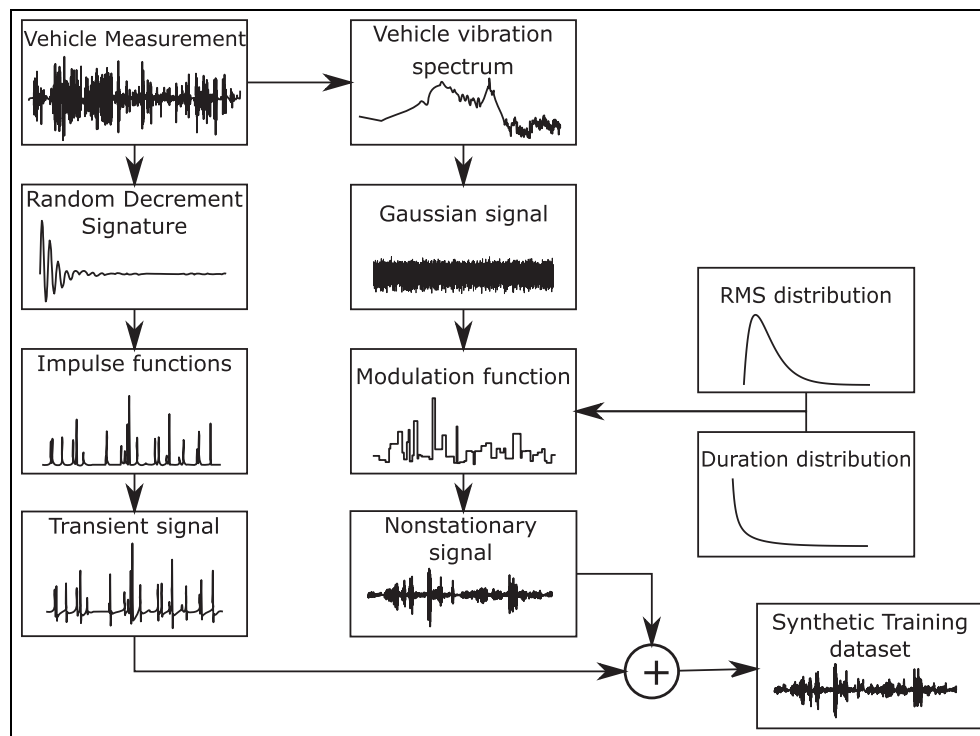 Vehicle Measurement
Vehicle vibration
spectrum
Random Decrement
Signature
Gaussian signal
RMS distribution
Impulse functions
Modulation function
Duration distribution
Transient signal
Nonstationary
signal
+
Synthetic Training
dataset